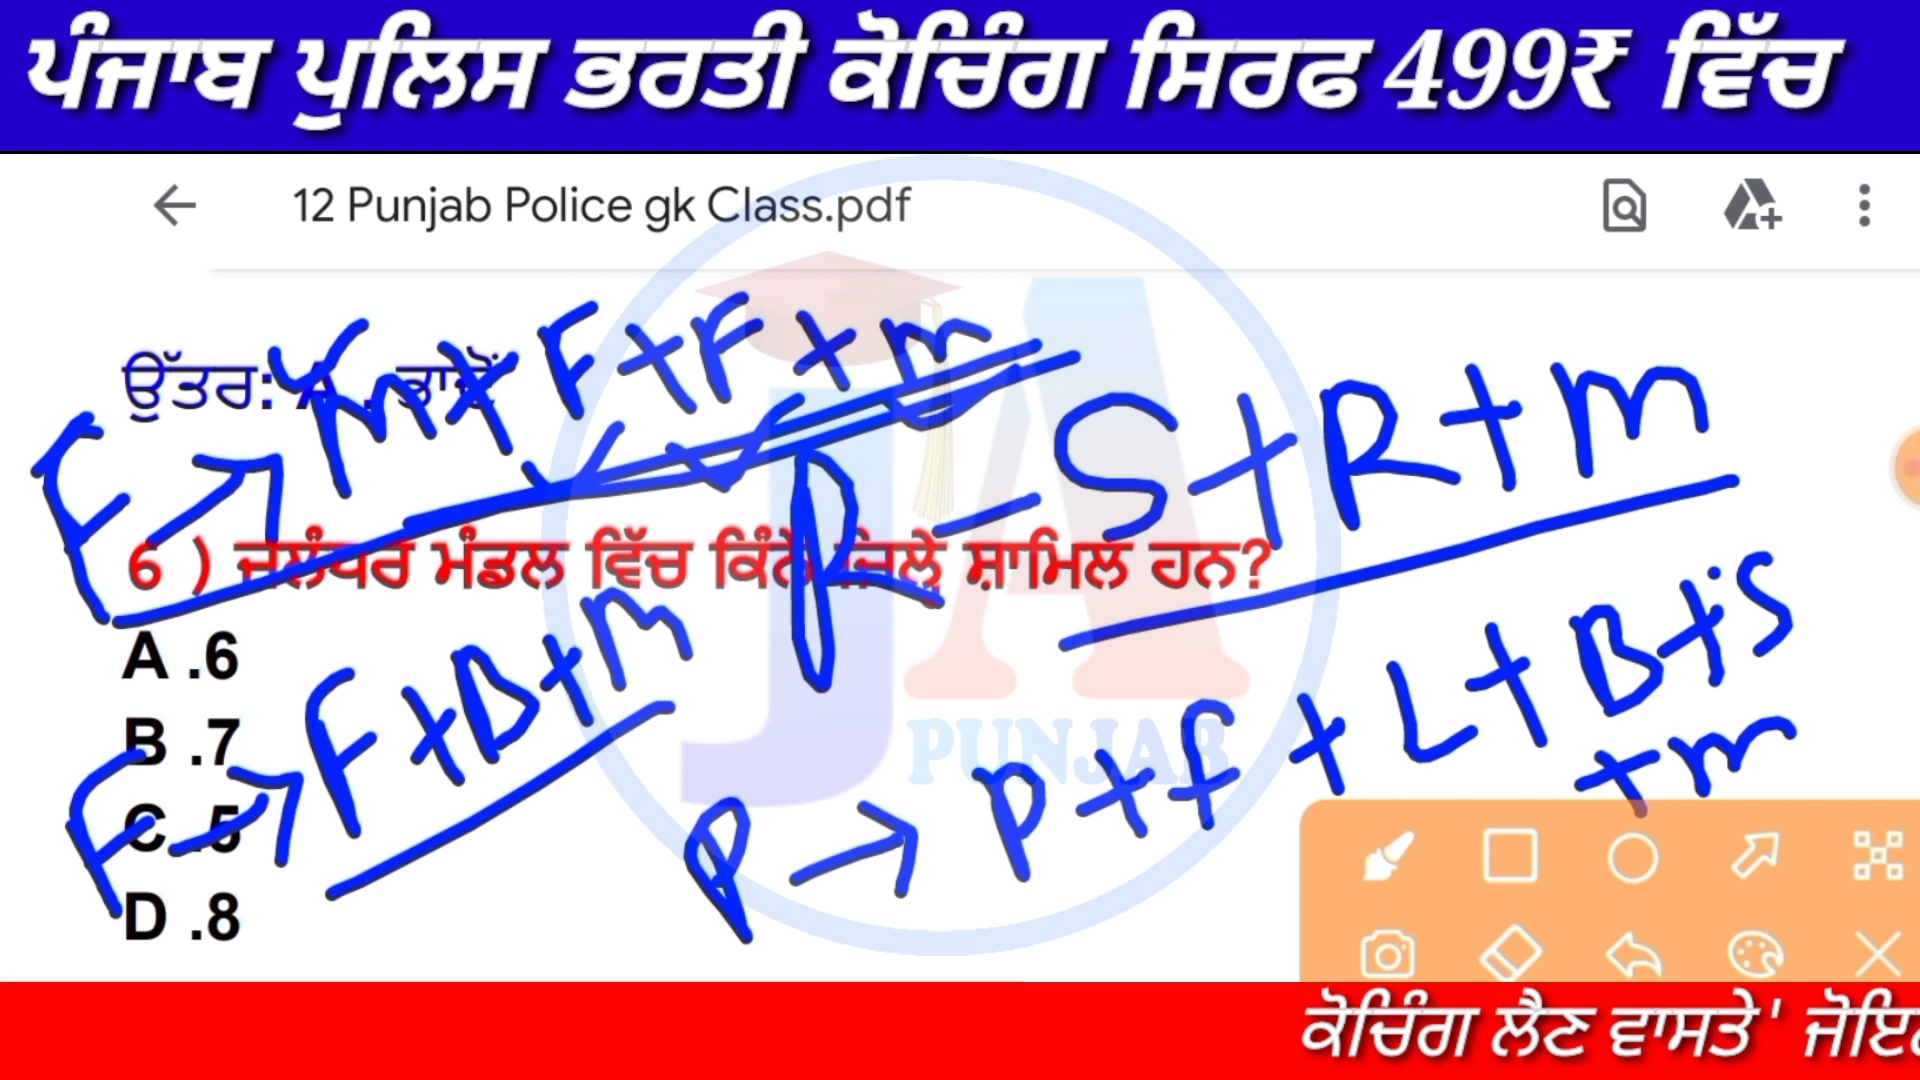 ਪੰਜਾਬ ਪੁਲਿਸ ਭਰਤੀ ਕੋਚਿੰਗ ਸਿਰਫ 499₹ ਵਿੱਚ
12 Punjab Police gk Class.pdf
ਉੱਤਰ: A .
F → m + F + F + m
R - S + R + m
6 ) ਜਲੰਧਰ ਮੰਡਲ ਵਿੱਚ ਕਿੰਨੇ ਜ਼ਿਲ੍ਹੇ ਸ਼ਾਮਿਲ ਹਨ?
A .6
B .7
C .5
D .8
F → F + B + m
P → P + f + L + B + S
+ m
JA
PUNJAB
ਕੋਚਿੰਗ ਲੈਣ ਵਾਸਤੇ '